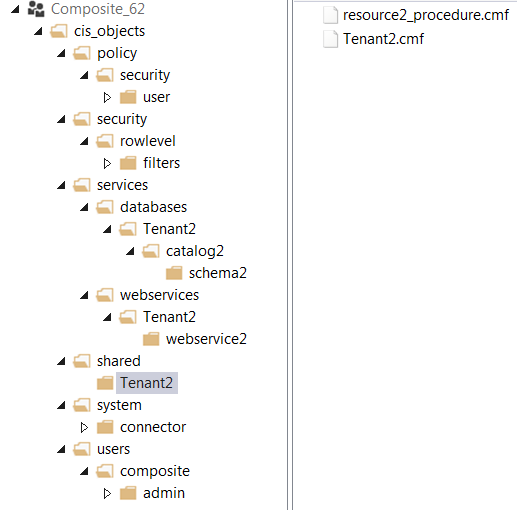 Composite_62
cis_objects
policy
security
user
security
rowlevel
filters
services
databases
Tenant2
catalog2
schema2
webservices
Tenant2
webservice2
shared
Tenant2
system
connector
users
composite
admin
resource2_procedure.cmf
Tenant2.cmf